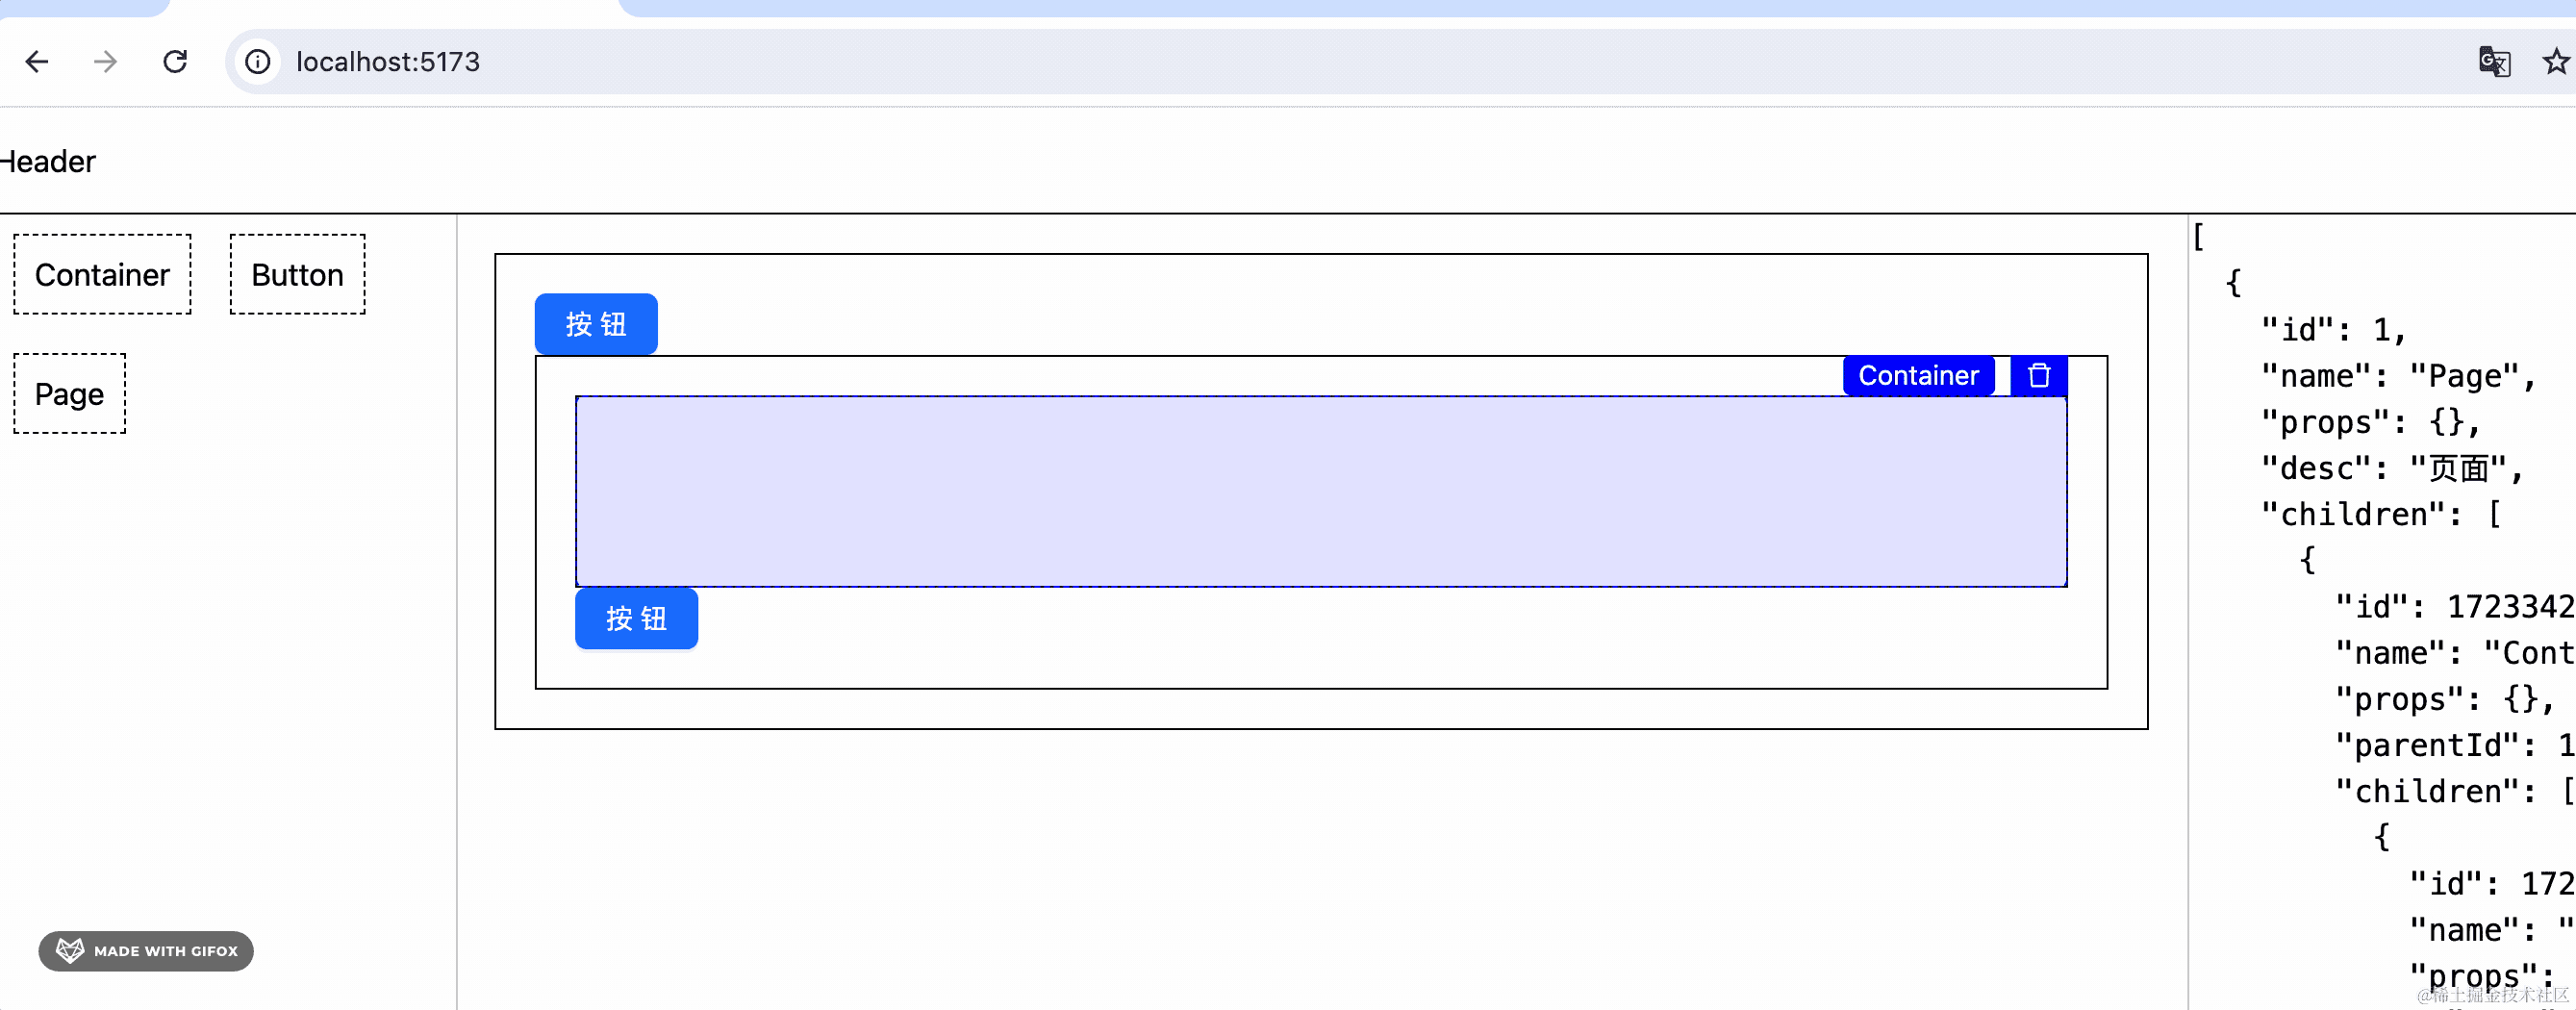 localhost:5173
Header
Container
Button
Page
按 钮
Container
按 钮
[
{
"id": 1,
"name": "Page",
"props": {},
"desc": "页面",
"children": [
{
"id": 1723342
"name": "Cont
"props": {},
"parentId": 1
"children": [
{
"id": 172
"name": "
"props":
MADE WITH GIFOX
@稀土掘金技术社区